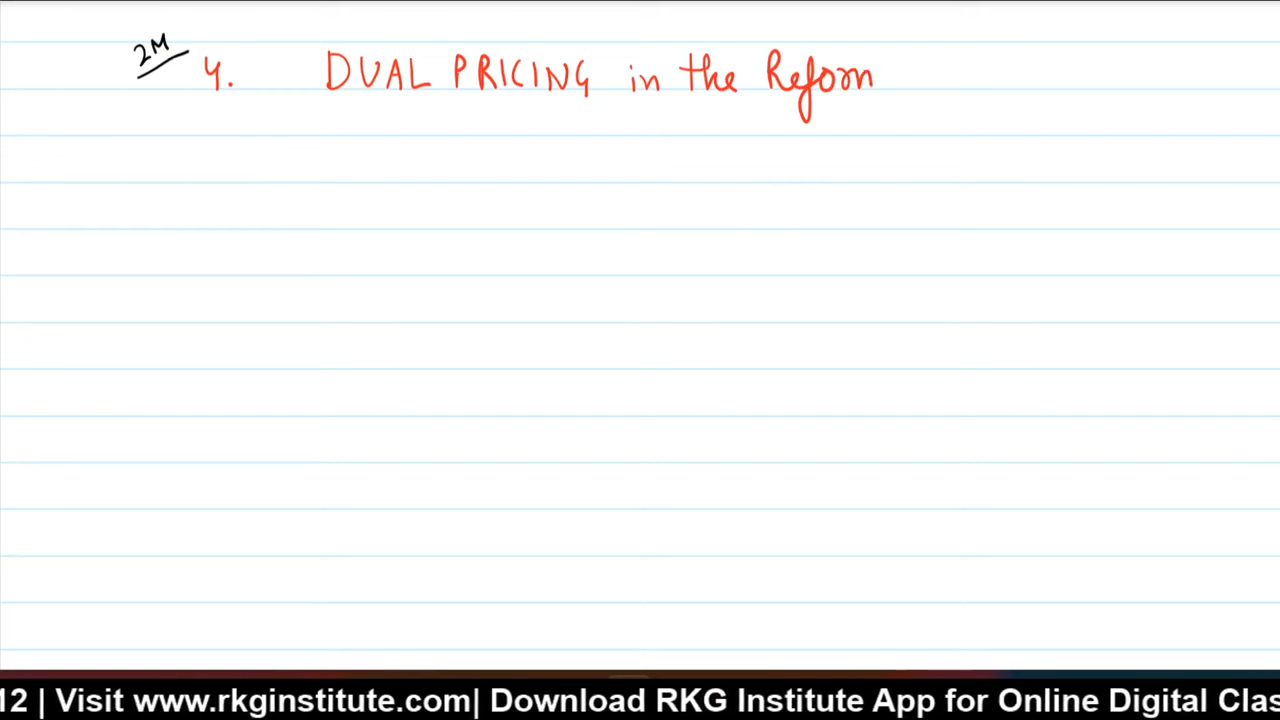 2M
4. DUAL PRICING in the Reform
12 | Visit www.rkginstitute.com| Download RKG Institute App for Online Digital Clas